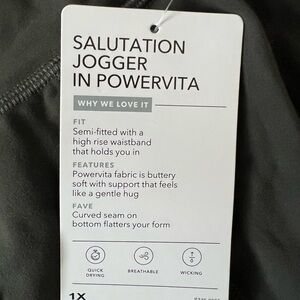 SALUTATION
JOGGER
IN POWERVITA
WHY WE LOVE IT
FIT
Semi-fitted with a
high rise waistband
that holds you in
FEATURES
Powervita fabric is buttery
soft with support that feels
like a gentle hug
FAVE
Curved seam on
bottom flatters your form
QUICK DRYING
BREATHABLE
WICKING
1X